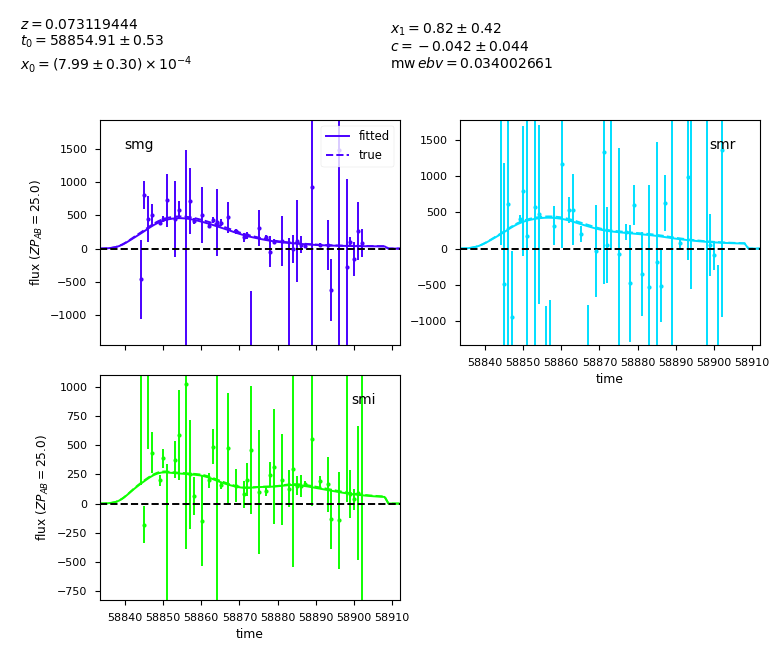 z = 0.073119444
t₀ = 58854.91 ± 0.53
x₀ = (7.99 ± 0.30) × 10⁻⁴
x₁ = 0.82 ± 0.42
c = −0.042 ± 0.044
mw ebv = 0.034002661
smg
fitted
true
1500
1000
500
0
−500
−1000
flux (ZP_AB = 25.0)
smr
1500
1000
500
0
−500
−1000
58840 58850 58860 58870 58880 58890 58900 58910
time
smi
1000
750
500
250
0
−250
−500
−750
flux (ZP_AB = 25.0)
58840 58850 58860 58870 58880 58890 58900 58910
time